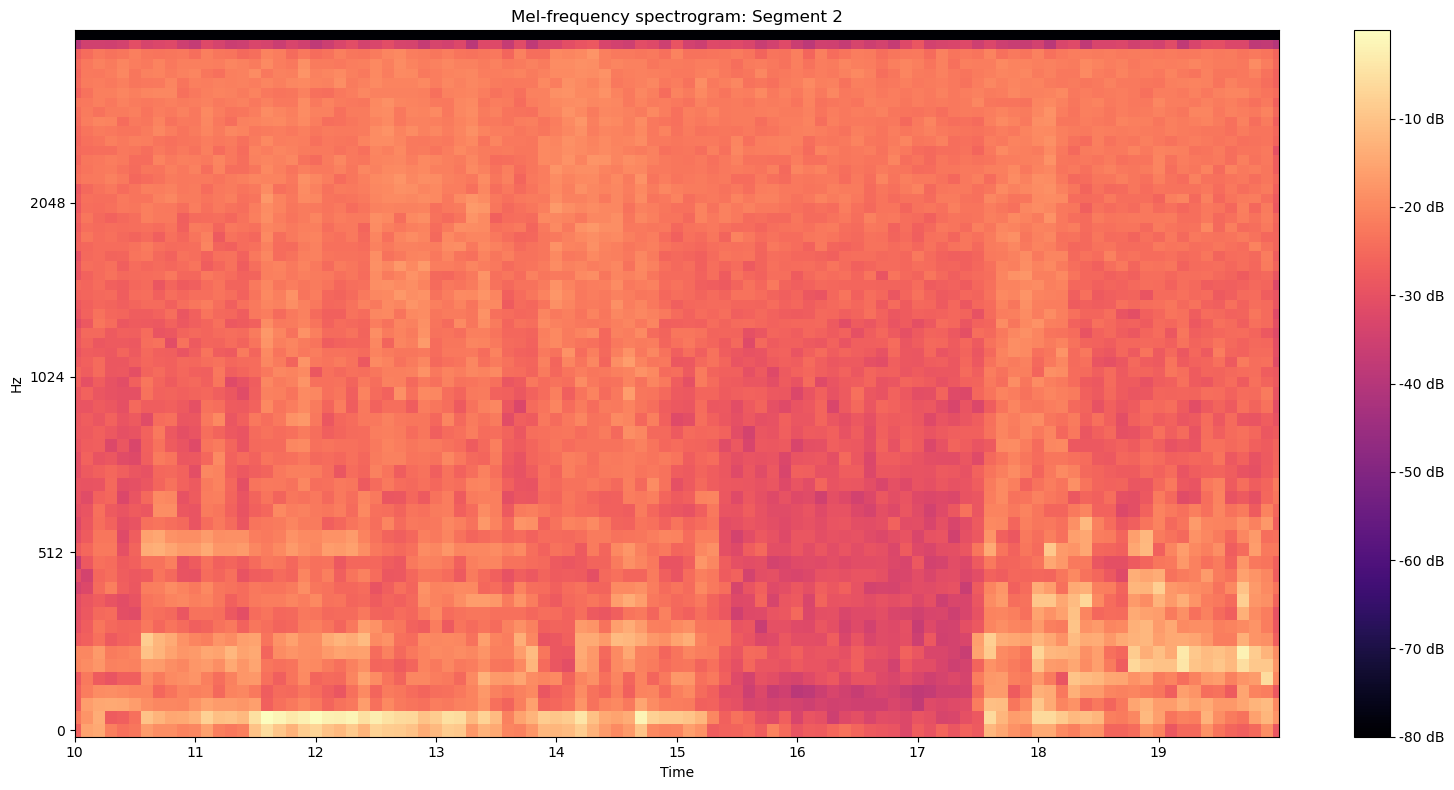 Mel-frequency spectrogram: Segment 2
Hz
2048
1024
512
0
10 11 12 13 14 15 16 17 18 19
Time
-10 dB
-20 dB
-30 dB
-40 dB
-50 dB
-60 dB
-70 dB
-80 dB